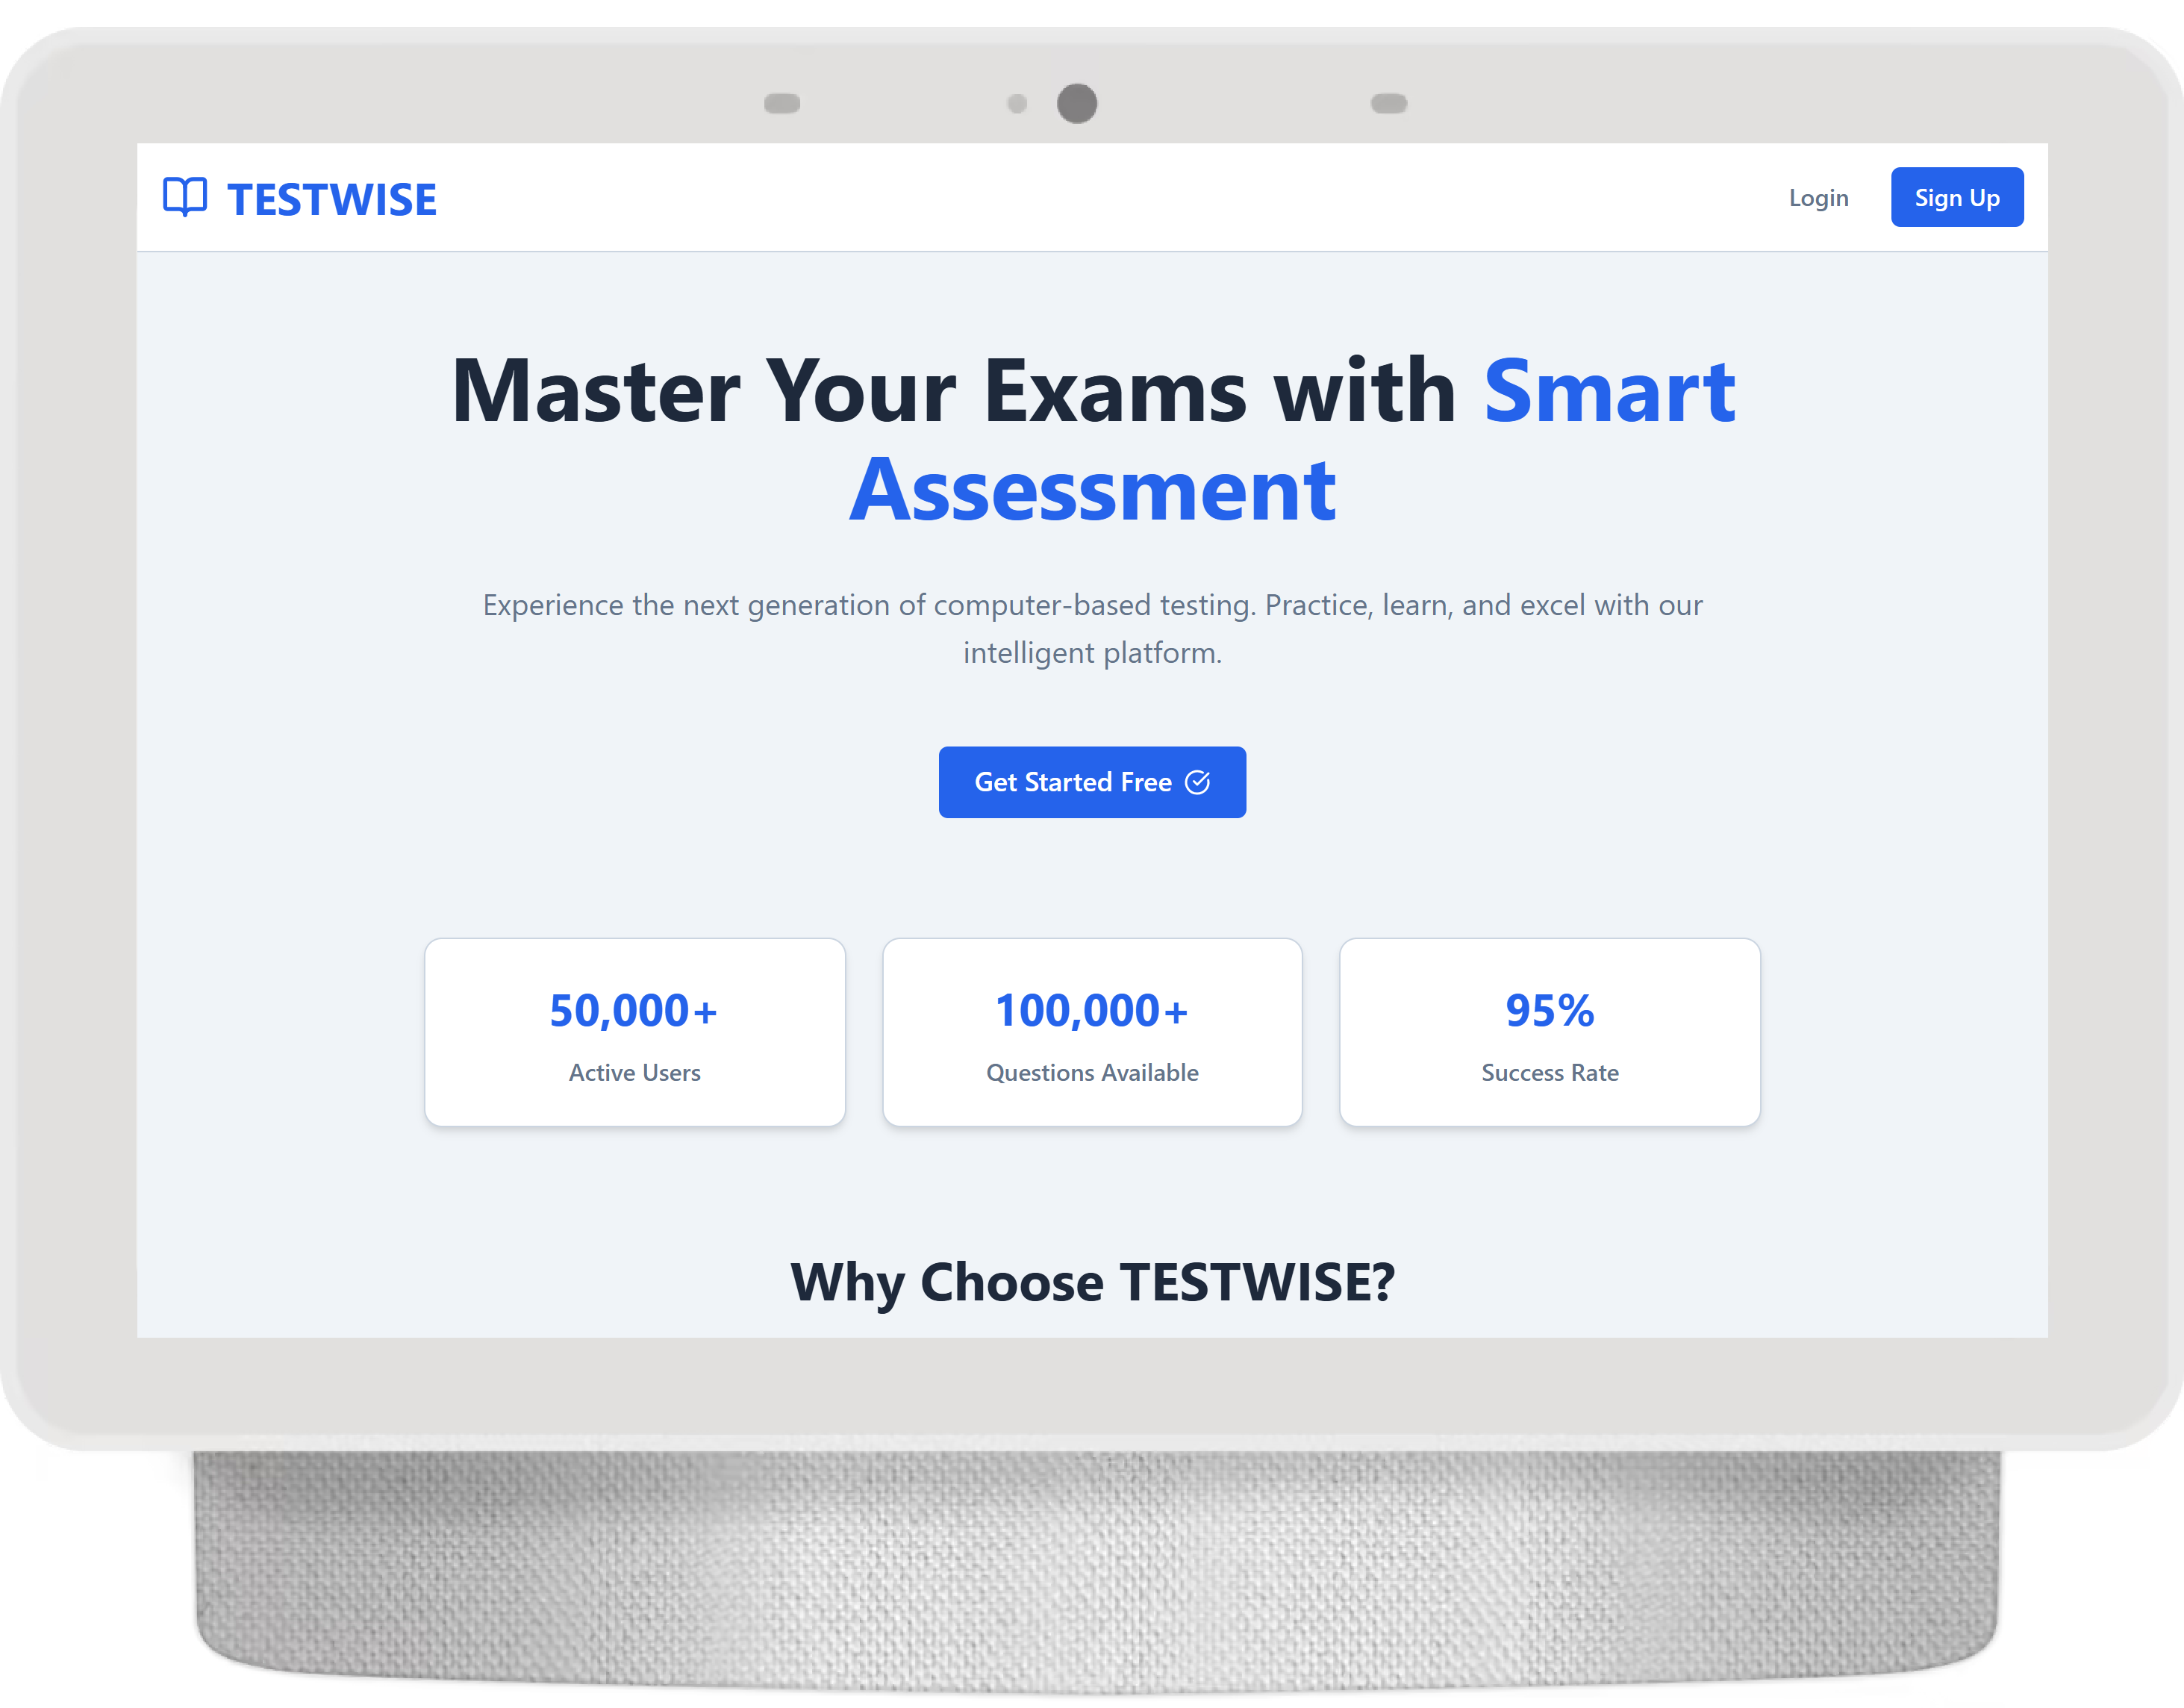 TESTWISE
Login
Sign Up
Master Your Exams with Smart
Assessment
Experience the next generation of computer-based testing. Practice, learn, and excel with our
intelligent platform.
Get Started Free
50,000+
Active Users
100,000+
Questions Available
95%
Success Rate
Why Choose TESTWISE?